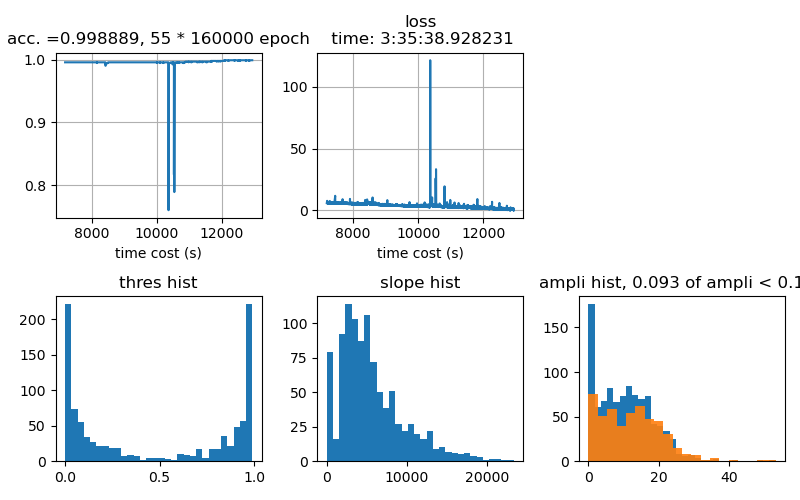 acc. =0.998889, 55 * 160000 epoch
1.0
0.9
0.8
8000 10000 12000
time cost (s)
loss
time: 3:35:38.928231
100
50
0
8000 10000 12000
time cost (s)
thres hist
200
150
100
50
0
0.0 0.5 1.0
slope hist
100
75
50
25
0
0 10000 20000
ampli hist, 0.093 of ampli < 0.1
150
100
50
0
0 20 40